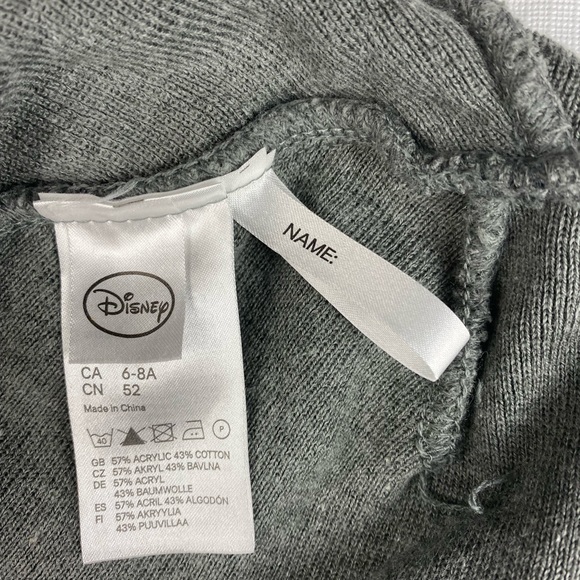 NAME:
Disney
CA 6-8A
CN 52
Made in China
40 P
GB 57% ACRYLIC 43% COTTON
CZ 57% AKRYL 43% BAVLNA
DE 57% ACRYL
43% BAUMWOLLE
ES 57% ACRIL 43% ALGODÓN
FI 57% AKRYYLIA
43% PUUVILLAA